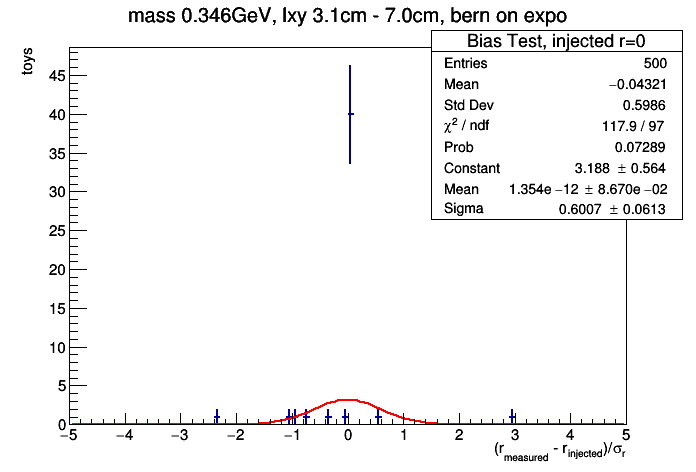 mass 0.346GeV, lxy 3.1cm - 7.0cm, bern on expo
Bias Test, injected r=0
Entries 500
Mean −0.04321
Std Dev 0.5986
χ² / ndf 117.9 / 97
Prob 0.07289
Constant 3.188 ± 0.564
Mean 1.354e −12 ± 8.670e −02
Sigma 0.6007 ± 0.0613
toys
45
40
35
30
25
20
15
10
5
0
−5 −4 −3 −2 −1 0 1 2 3 4 5
(r_measured - r_injected)/σ_r